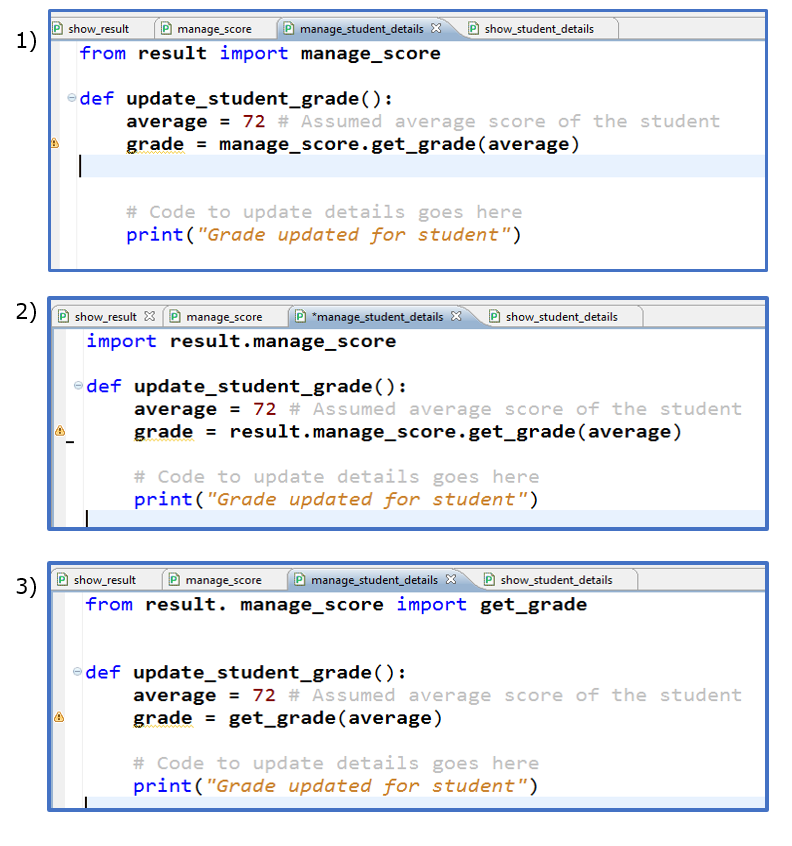 1)
show_result manage_score manage_student_details show_student_details
from result import manage_score
def update_student_grade():
average = 72 # Assumed average score of the student
grade = manage_score.get_grade(average)
# Code to update details goes here
print("Grade updated for student")
2)
show_result manage_score *manage_student_details show_student_details
import result.manage_score
def update_student_grade():
average = 72 # Assumed average score of the student
grade = result.manage_score.get_grade(average)
# Code to update details goes here
print("Grade updated for student")
3)
show_result manage_score manage_student_details show_student_details
from result. manage_score import get_grade
def update_student_grade():
average = 72 # Assumed average score of the student
grade = get_grade(average)
# Code to update details goes here
print("Grade updated for student")